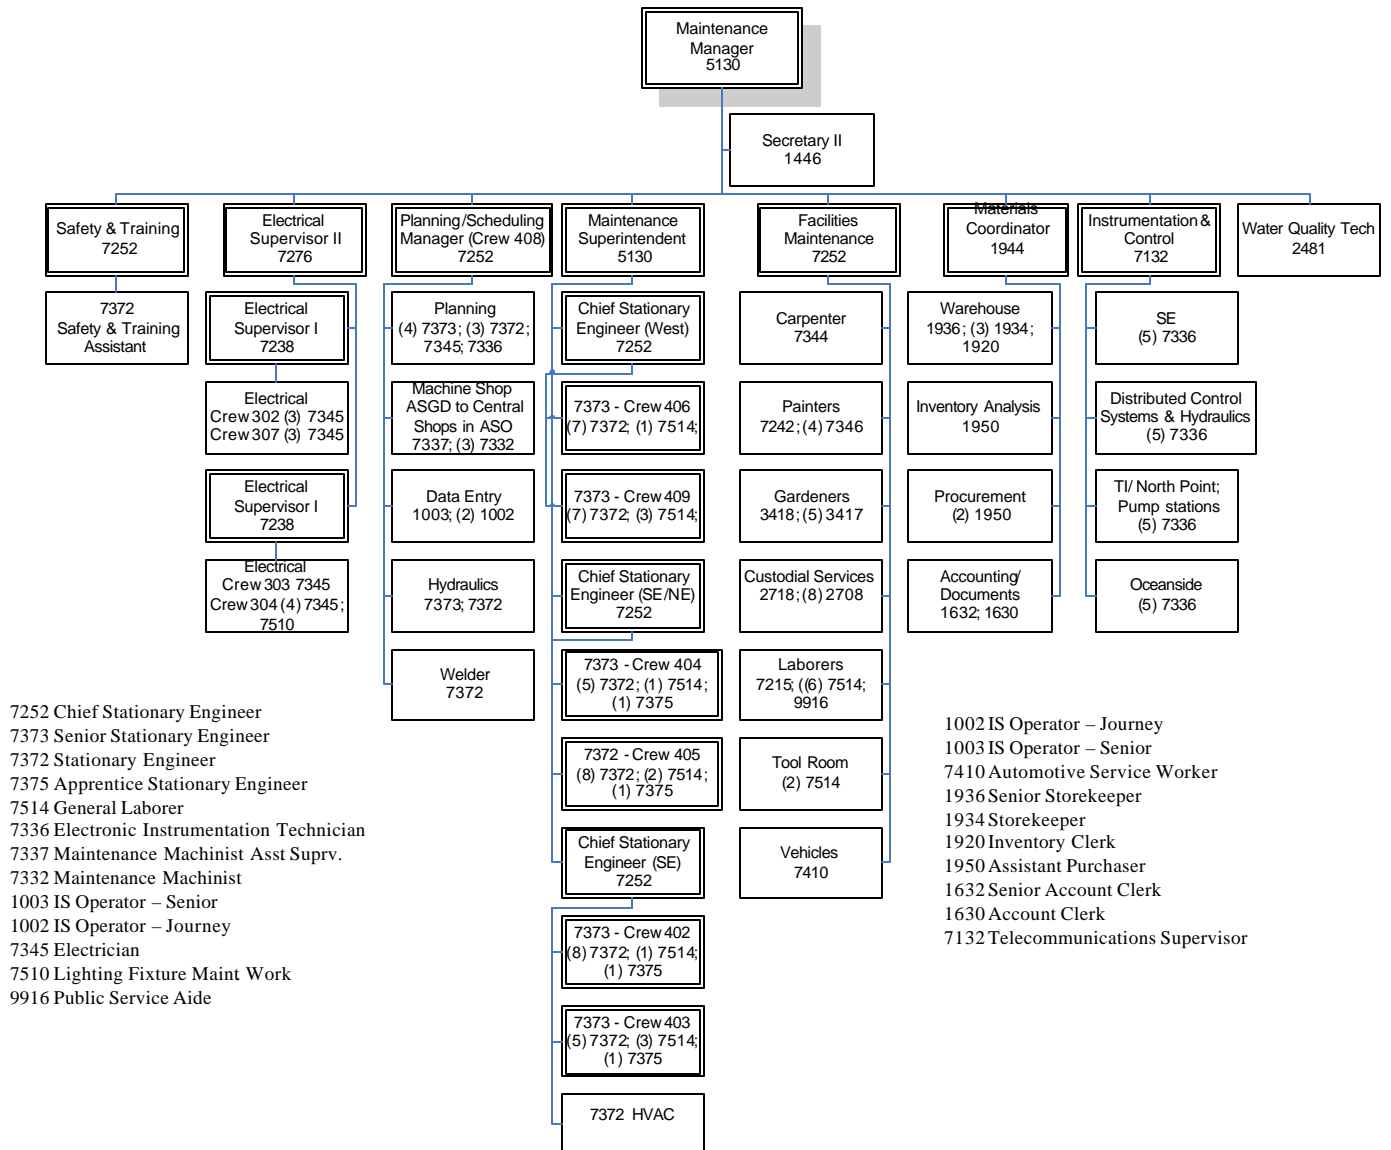 Maintenance
Manager
5130
Secretary II
1446
Safety & Training
7252
Electrical
Supervisor II
7276
Planning/Scheduling
Manager (Crew 408)
7252
Maintenance
Superintendent
5130
Facilities
Maintenance
7252
Materials
Coordinator
1944
Instrumentation &
Control
7132
Water Quality Tech
2481
7372
Safety & Training
Assistant
Electrical
Supervisor I
7238
Electrical
Crew 302 (3) 7345
Crew 307 (3) 7345
Electrical
Supervisor I
7238
Electrical
Crew 303 7345
Crew 304 (4) 7345;
7510
Planning
(4) 7373; (3) 7372;
7345; 7336
Machine Shop
ASGD to Central
Shops in ASO
7337; (3) 7332
Data Entry
1003; (2) 1002
Hydraulics
7373; 7372
Welder
7372
Chief Stationary
Engineer (West)
7252
7373 - Crew 406
(7) 7372; (1) 7514;
7373 - Crew 409
(7) 7372; (3) 7514;
Chief Stationary
Engineer (SE/NE)
7252
7373 - Crew 404
(5) 7372; (1) 7514;
(1) 7375
7372 - Crew 405
(8) 7372; (2) 7514;
(1) 7375
Chief Stationary
Engineer (SE)
7252
7373 - Crew 402
(8) 7372; (1) 7514;
(1) 7375
7373 - Crew 403
(5) 7372; (3) 7514;
(1) 7375
7372 HVAC
Carpenter
7344
Painters
7242; (4) 7346
Gardeners
3418; (5) 3417
Custodial Services
2718; (8) 2708
Laborers
7215; ((6) 7514;
9916
Tool Room
(2) 7514
Vehicles
7410
Warehouse
1936; (3) 1934;
1920
Inventory Analysis
1950
Procurement
(2) 1950
Accounting/
Documents
1632; 1630
SE
(5) 7336
Distributed Control
Systems & Hydraulics
(5) 7336
TI/ North Point;
Pump stations
(5) 7336
Oceanside
(5) 7336
7252 Chief Stationary Engineer
7373 Senior Stationary Engineer
7372 Stationary Engineer
7375 Apprentice Stationary Engineer
7514 General Laborer
7336 Electronic Instrumentation Technician
7337 Maintenance Machinist Asst Suprv.
7332 Maintenance Machinist
1003 IS Operator – Senior
1002 IS Operator – Journey
7345 Electrician
7510 Lighting Fixture Maint Work
9916 Public Service Aide
1002 IS Operator – Journey
1003 IS Operator – Senior
7410 Automotive Service Worker
1936 Senior Storekeeper
1934 Storekeeper
1920 Inventory Clerk
1950 Assistant Purchaser
1632 Senior Account Clerk
1630 Account Clerk
7132 Telecommunications Supervisor